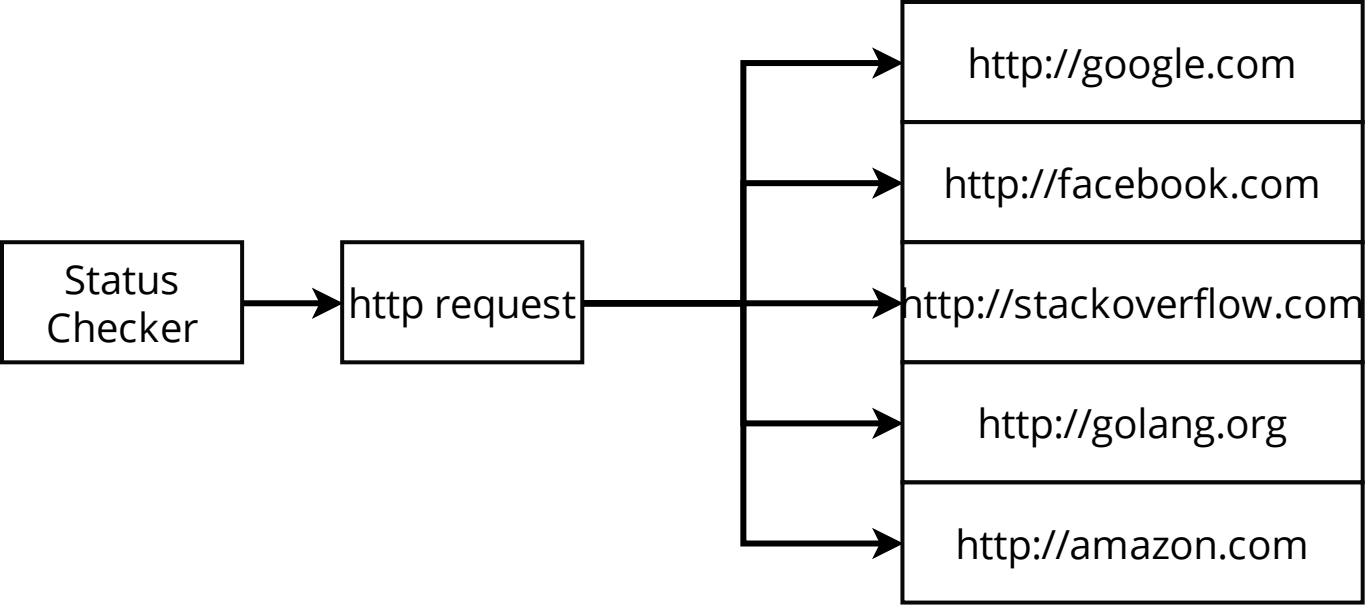 http://google.com
http://facebook.com
Status
Checker
http request
http://stackoverflow.com
http://golang.org
http://amazon.com